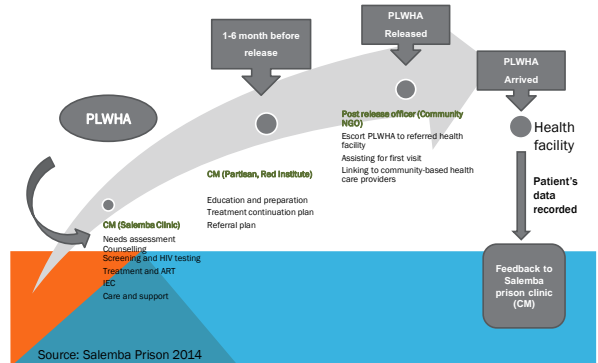 PLWHA
CM (Salemba Clinic)
Needs assessment
Counselling
Screening and HIV testing
Treatment and ART
IEC
Care and support
1-6 month before
release
CM (Partisan, Red Institute)
Education and preparation
Treatment continuation plan
Referral plan
PLWHA
Released
Post release officer (Community
NGO)
Escort PLWHA to referred health
facility
Assisting for first visit
Linking to community-based health
care providers
PLWHA
Arrived
Health
facility
Patient's
data
recorded
Feedback to
Salemba
prison clinic
(CM)
Source: Salemba Prison 2014